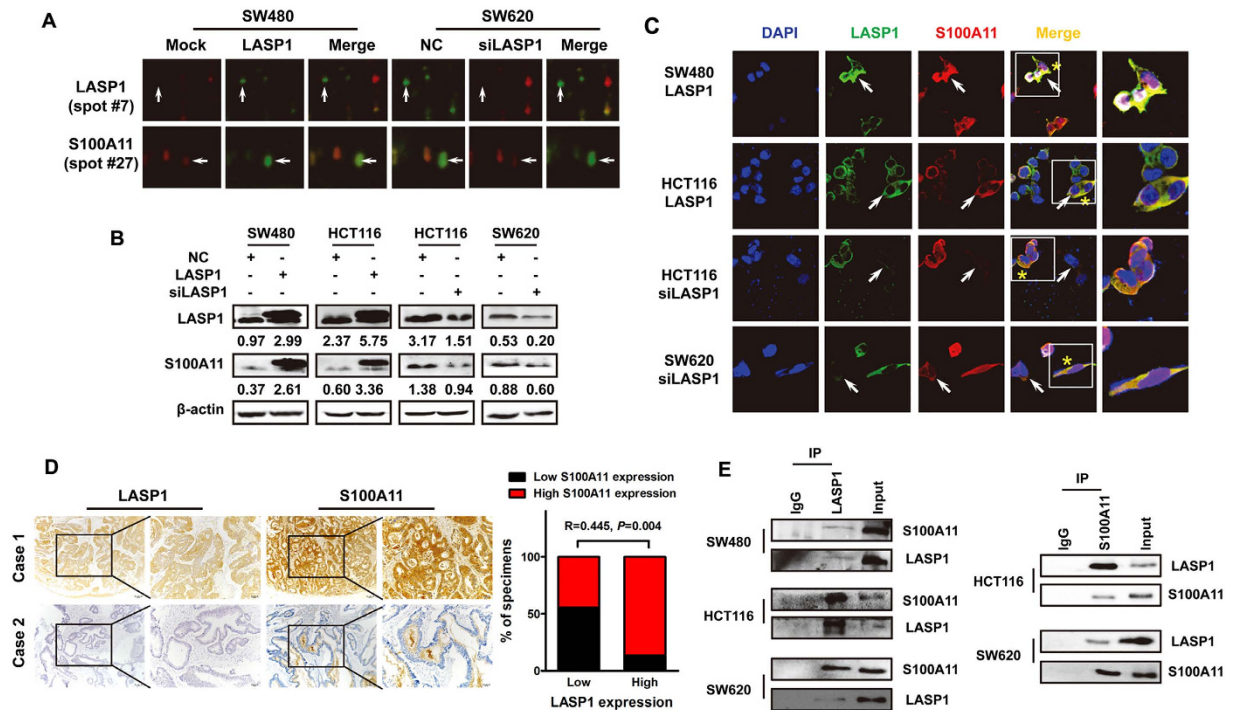 A
SW480
SW620
Mock
LASP1
Merge
NC
siLASP1
Merge
LASP1
(spot #7)
S100A11
(spot #27)
B
SW480
HCT116
HCT116
SW620
NC + - + - + - + -
LASP1 - + - + - - - -
siLASP1 - - - - - + - +
LASP1
0.97 2.99 2.37 5.75 3.17 1.51 0.53 0.20
S100A11
0.37 2.61 0.60 3.36 1.38 0.94 0.88 0.60
β-actin
C
DAPI
LASP1
S100A11
Merge
SW480
LASP1
*
HCT116
LASP1
*
HCT116
siLASP1
*
SW620
siLASP1
*
D
LASP1
S100A11
Case 1
Case 2
Low S100A11 expression
High S100A11 expression
R=0.445, P=0.004
% of specimens
150
100
50
0
Low
High
LASP1 expression
E
IP
IgG
LASP1
Input
SW480
S100A11
LASP1
HCT116
S100A11
LASP1
SW620
S100A11
LASP1
IP
IgG
S100A11
Input
HCT116
LASP1
S100A11
SW620
LASP1
S100A11